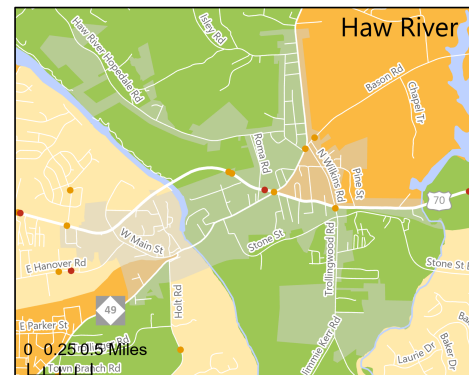 Haw River
Isley Rd
Haw River
Hopedale Rd
Bason Rd
Chapel Tr
Roma Rd
N Wilkins Rd
Pine St
70
W Main St
Stone St
Trollingwood Rd
E Hanover Rd
Stone St E
Holt Rd
49
E Parker St
Jimmie Kerr Rd
0 0.25 0.5 Miles
Laurie Dr
Baker Dr
Town Branch Rd